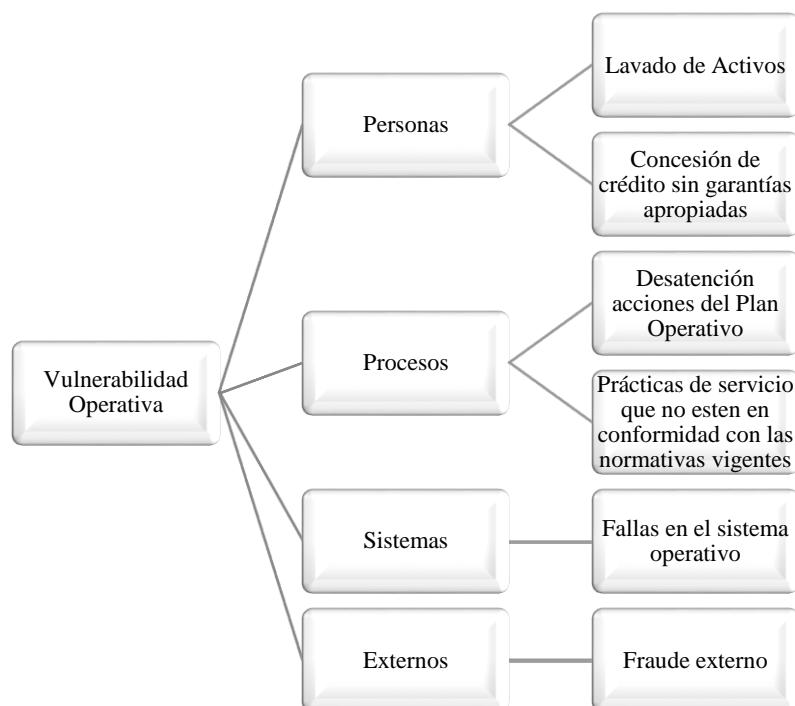 Vulnerabilidad
Operativa
Personas
Lavado de Activos
Concesión de
crédito sin garantías
apropiadas
Procesos
Desatención
acciones del Plan
Operativo
Prácticas de servicio
que no esten en
conformidad con las
normativas vigentes
Sistemas
Fallas en el sistema
operativo
Externos
Fraude externo